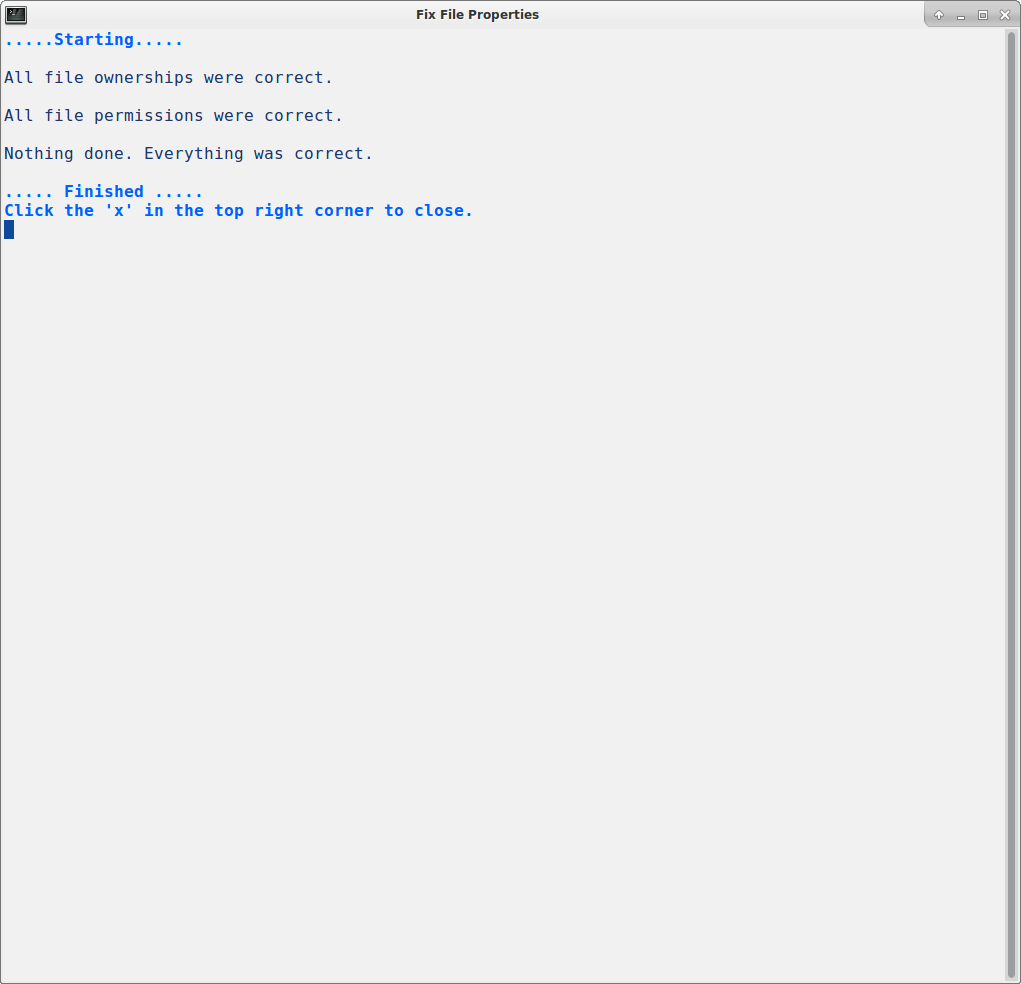 Fix File Properties
.....Starting.....
All file ownerships were correct.
All file permissions were correct.
Nothing done. Everything was correct.
..... Finished .....
Click the 'x' in the top right corner to close.